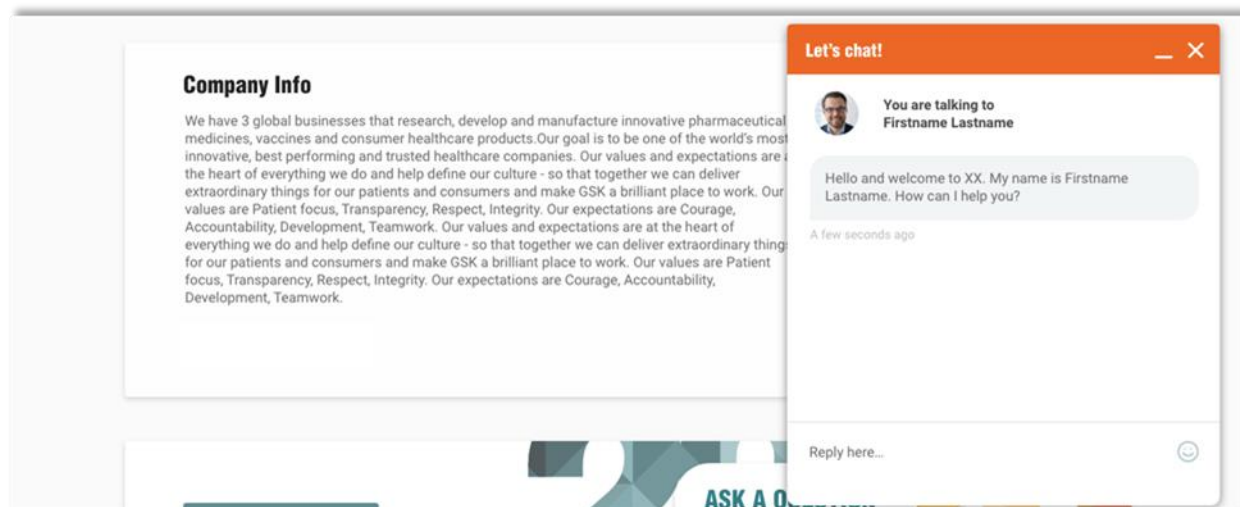 Company Info
We have 3 global businesses that research, develop and manufacture innovative pharmaceutical
medicines, vaccines and consumer healthcare products.Our goal is to be one of the world's most
innovative, best performing and trusted healthcare companies. Our values and expectations are
the heart of everything we do and help define our culture - so that together we can deliver
extraordinary things for our patients and consumers and make GSK a brilliant place to work. Our
values are Patient focus, Transparency, Respect, Integrity. Our expectations are Courage,
Accountability, Development, Teamwork. Our values and expectations are at the heart of
everything we do and help define our culture - so that together we can deliver extraordinary things
for our patients and consumers and make GSK a brilliant place to work. Our values are Patient
focus, Transparency, Respect, Integrity. Our expectations are Courage, Accountability,
Development, Teamwork.
Let's chat!
You are talking to
Firstname Lastname
Hello and welcome to XX. My name is Firstname
Lastname. How can I help you?
A few seconds ago
Reply here...
ASK A QUESTION